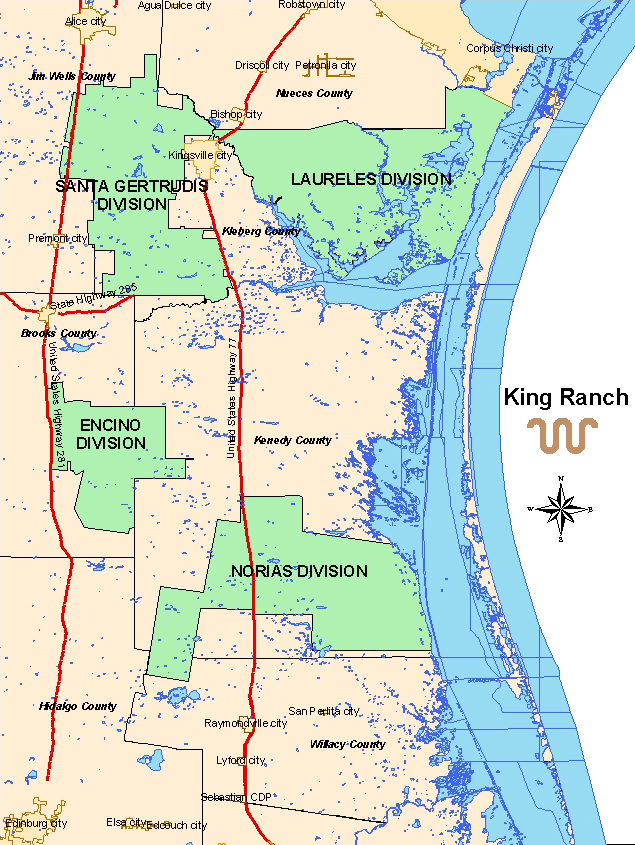 Agua Dulce city
Robstown city
Alice city
Corpus Christi city
Driscoll city
Petronila city
Jim Wells County
Nueces County
Bishop city
Kingsville city
SANTA GERTRUDIS
DIVISION
LAURELES DIVISION
Kleberg County
Premont city
State Highway 285
Brooks County
United States Highway 77
United States Highway 281
King Ranch
ENCINO
DIVISION
Kenedy County
N
W
E
S
NORIAS DIVISION
Hidalgo County
San Perlita city
Raymondville city
Willacy County
Lyford city
Sebastian CDP
Edinburg city
Elsa city
Edcouch city